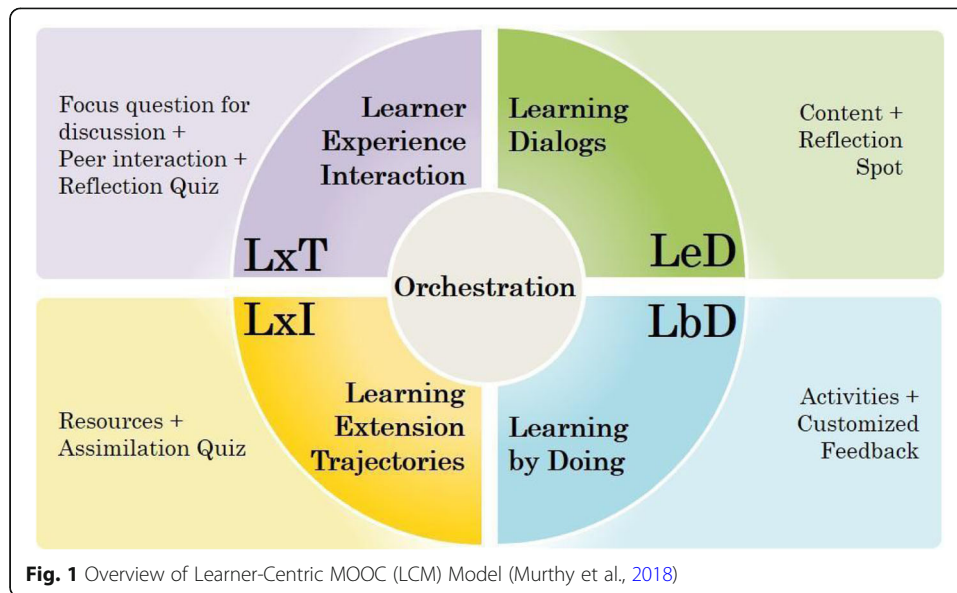 Focus question for
discussion +
Peer interaction +
Reflection Quiz
Learner
Experience
Interaction
LxT
Learning
Dialogs
LeD
Content +
Reflection
Spot
Orchestration
Resources +
Assimilation Quiz
LxI
Learning
Extension
Trajectories
LbD
Learning
by Doing
Activities +
Customized
Feedback
Fig. 1 Overview of Learner-Centric MOOC (LCM) Model (Murthy et al., 2018)